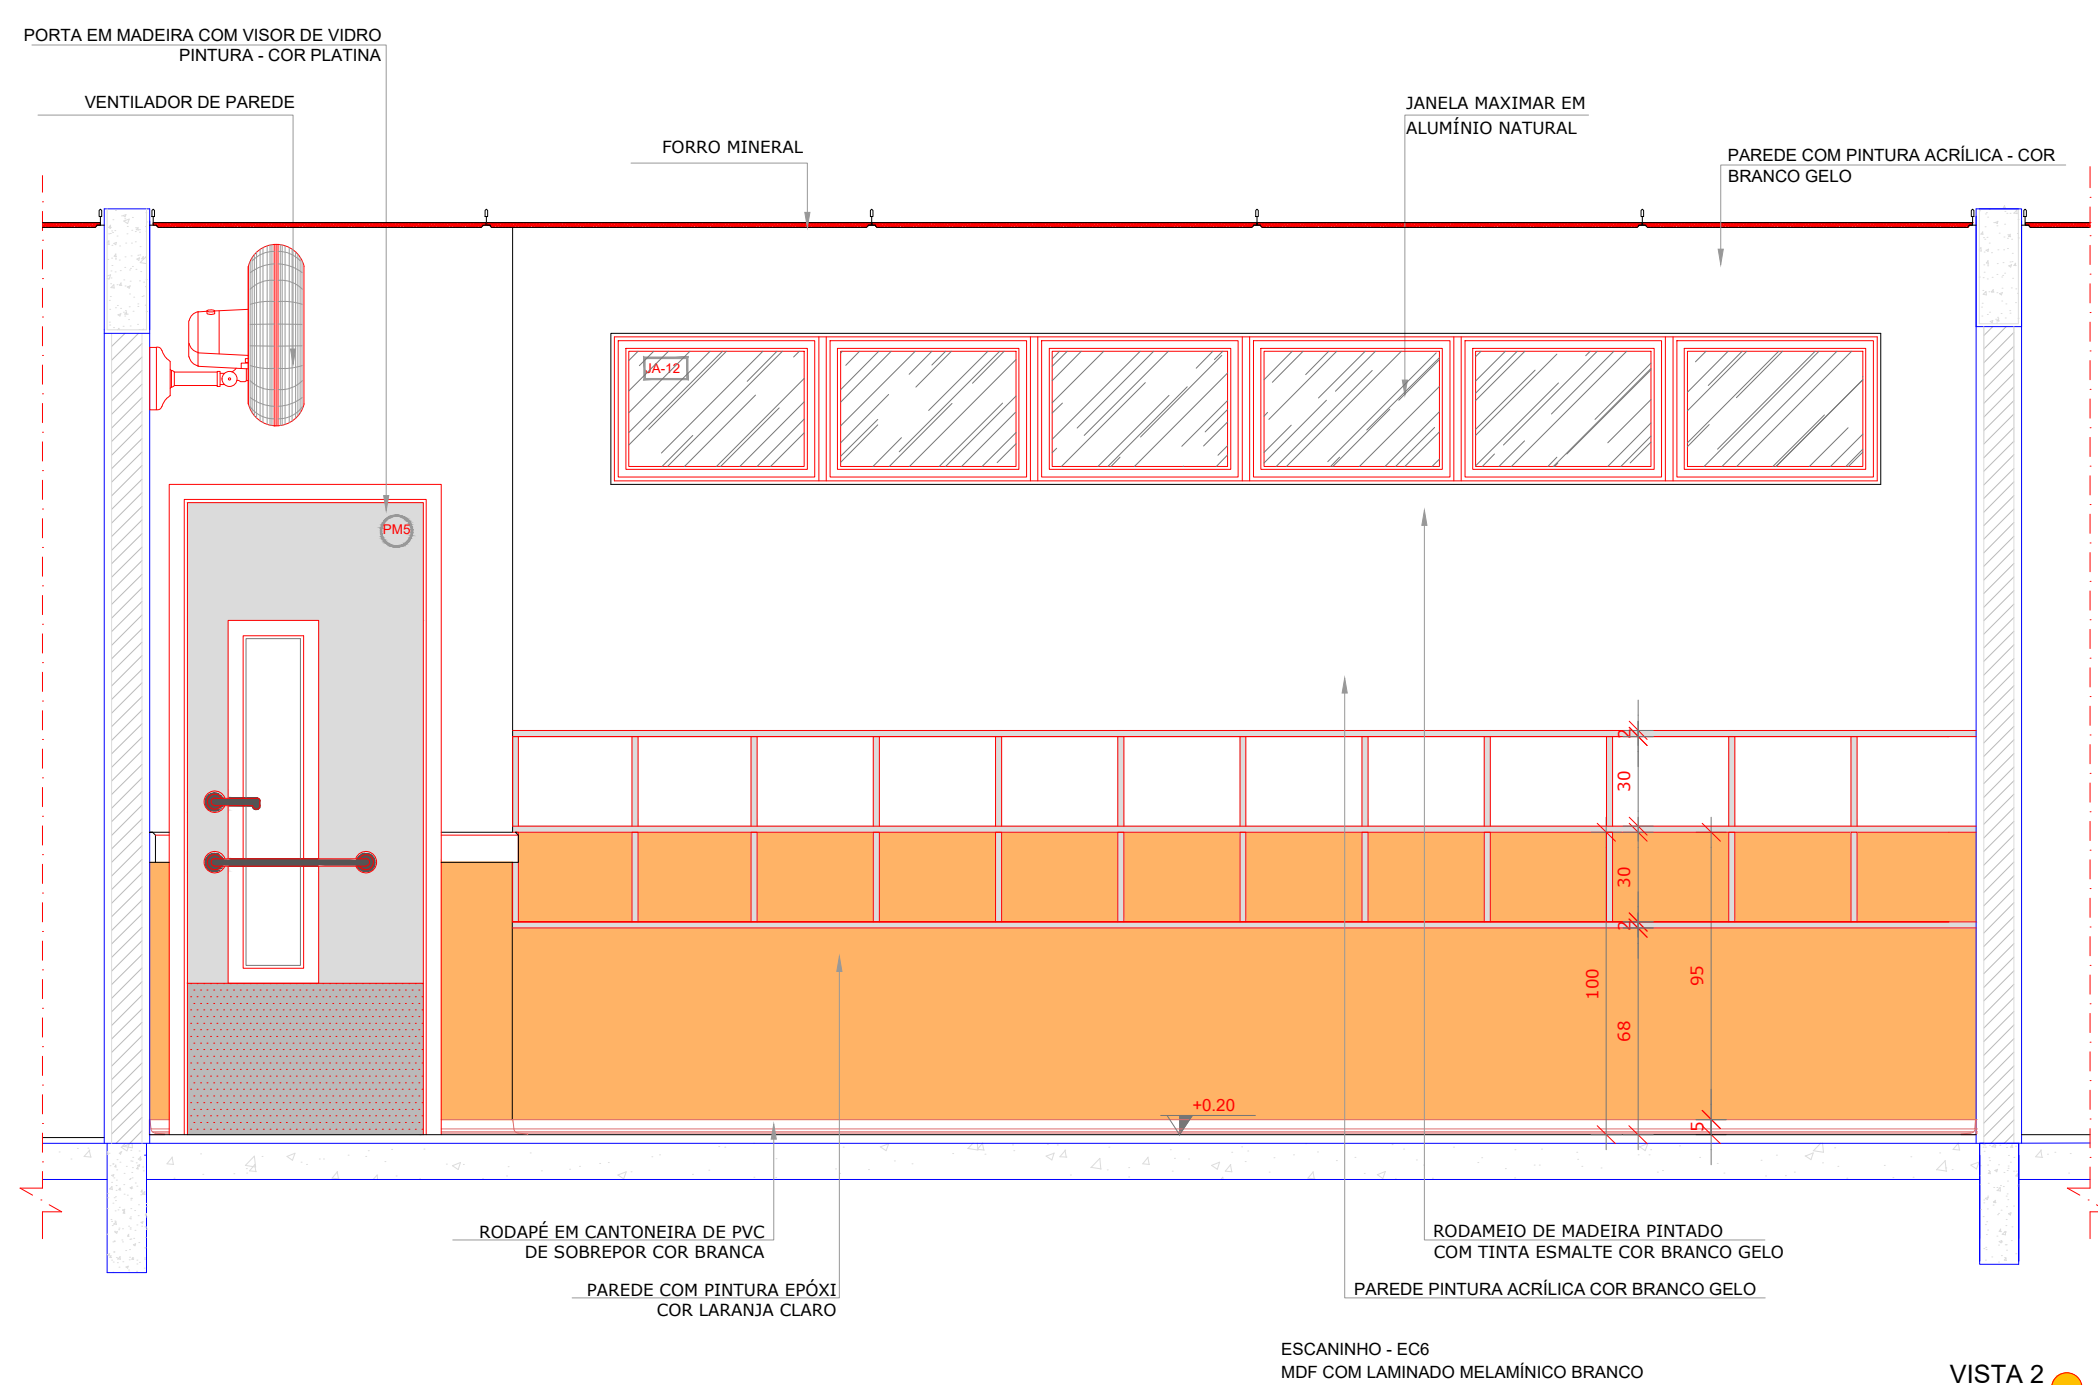 PORTA EM MADEIRA COM VISOR DE VIDRO
PINTURA - COR PLATINA
VENTILADOR DE PAREDE
FORRO MINERAL
JANELA MAXIMAR EM
ALUMÍNIO NATURAL
PAREDE COM PINTURA ACRÍLICA - COR
BRANCO GELO
JA-12
PM5
2
30
30
2
100
95
68
+0.20
5
RODAPÉ EM CANTONEIRA DE PVC
DE SOBREPOR COR BRANCA
RODAMEIO DE MADEIRA PINTADO
COM TINTA ESMALTE COR BRANCO GELO
PAREDE COM PINTURA EPÓXI
COR LARANJA CLARO
PAREDE PINTURA ACRÍLICA COR BRANCO GELO
ESCANINHO - EC6
MDF COM LAMINADO MELAMÍNICO BRANCO
VISTA 2